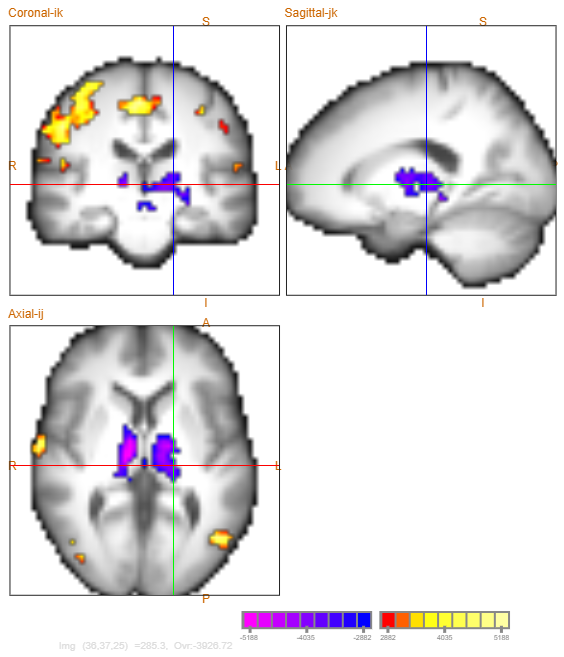 Coronal-ik
Sagittal-jk
S
S
R
L
I
I
Axial-ij
A
R
L
P
-5188 -4035 -2882 2882 4035 5188
Img (38,37,25) =285.3, Ovr:-3926.72